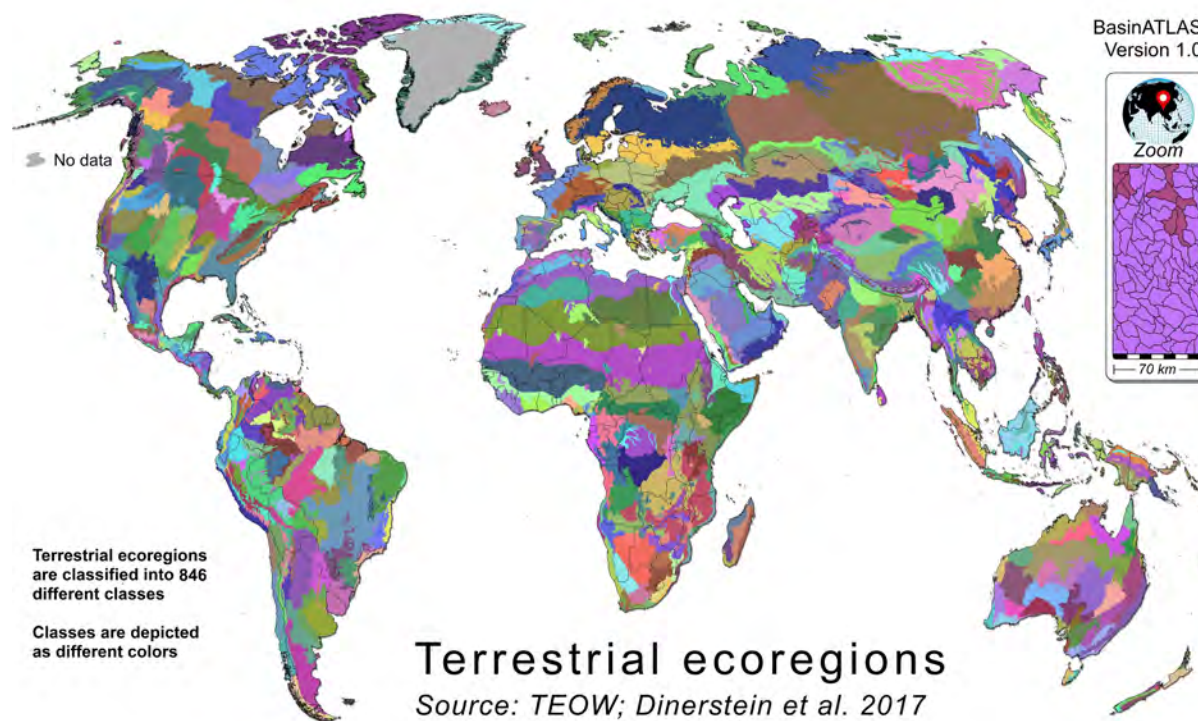 BasinATLAS
Version 1.0
Zoom
No data
70 km
Terrestrial ecoregions
are classified into 846
different classes
Classes are depicted
as different colors
Terrestrial ecoregions
Source: TEOW; Dinerstein et al. 2017